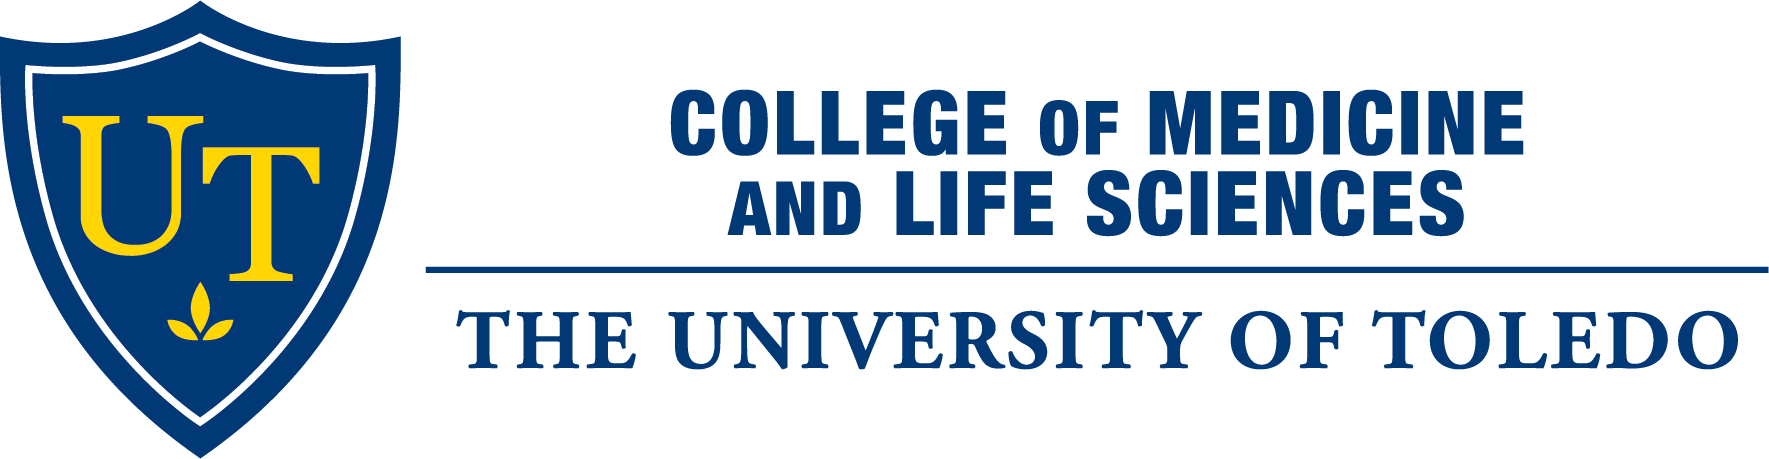 UT
COLLEGE OF MEDICINE
AND LIFE SCIENCES
THE UNIVERSITY OF TOLEDO